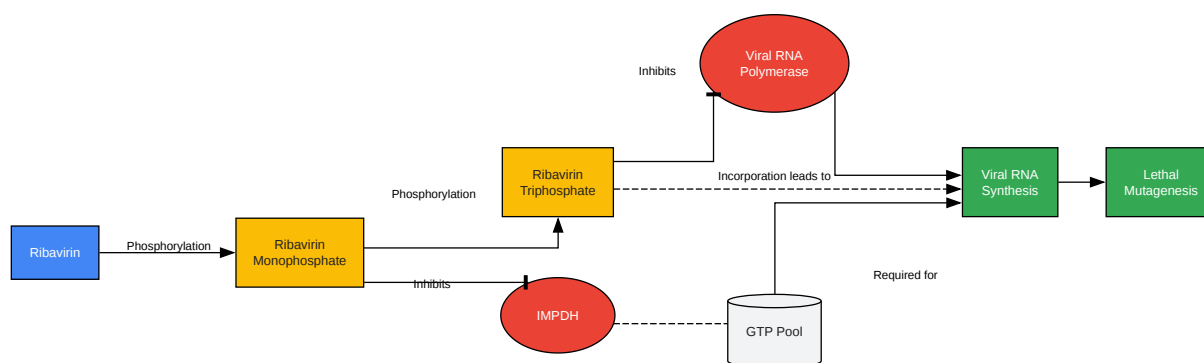 Viral RNA
Polymerase
Inhibits
Ribavirin
Triphosphate
Incorporation leads to
Viral RNA
Synthesis
Lethal
Mutagenesis
Phosphorylation
Ribavirin
Phosphorylation
Ribavirin
Monophosphate
Inhibits
Required for
IMPDH
GTP Pool